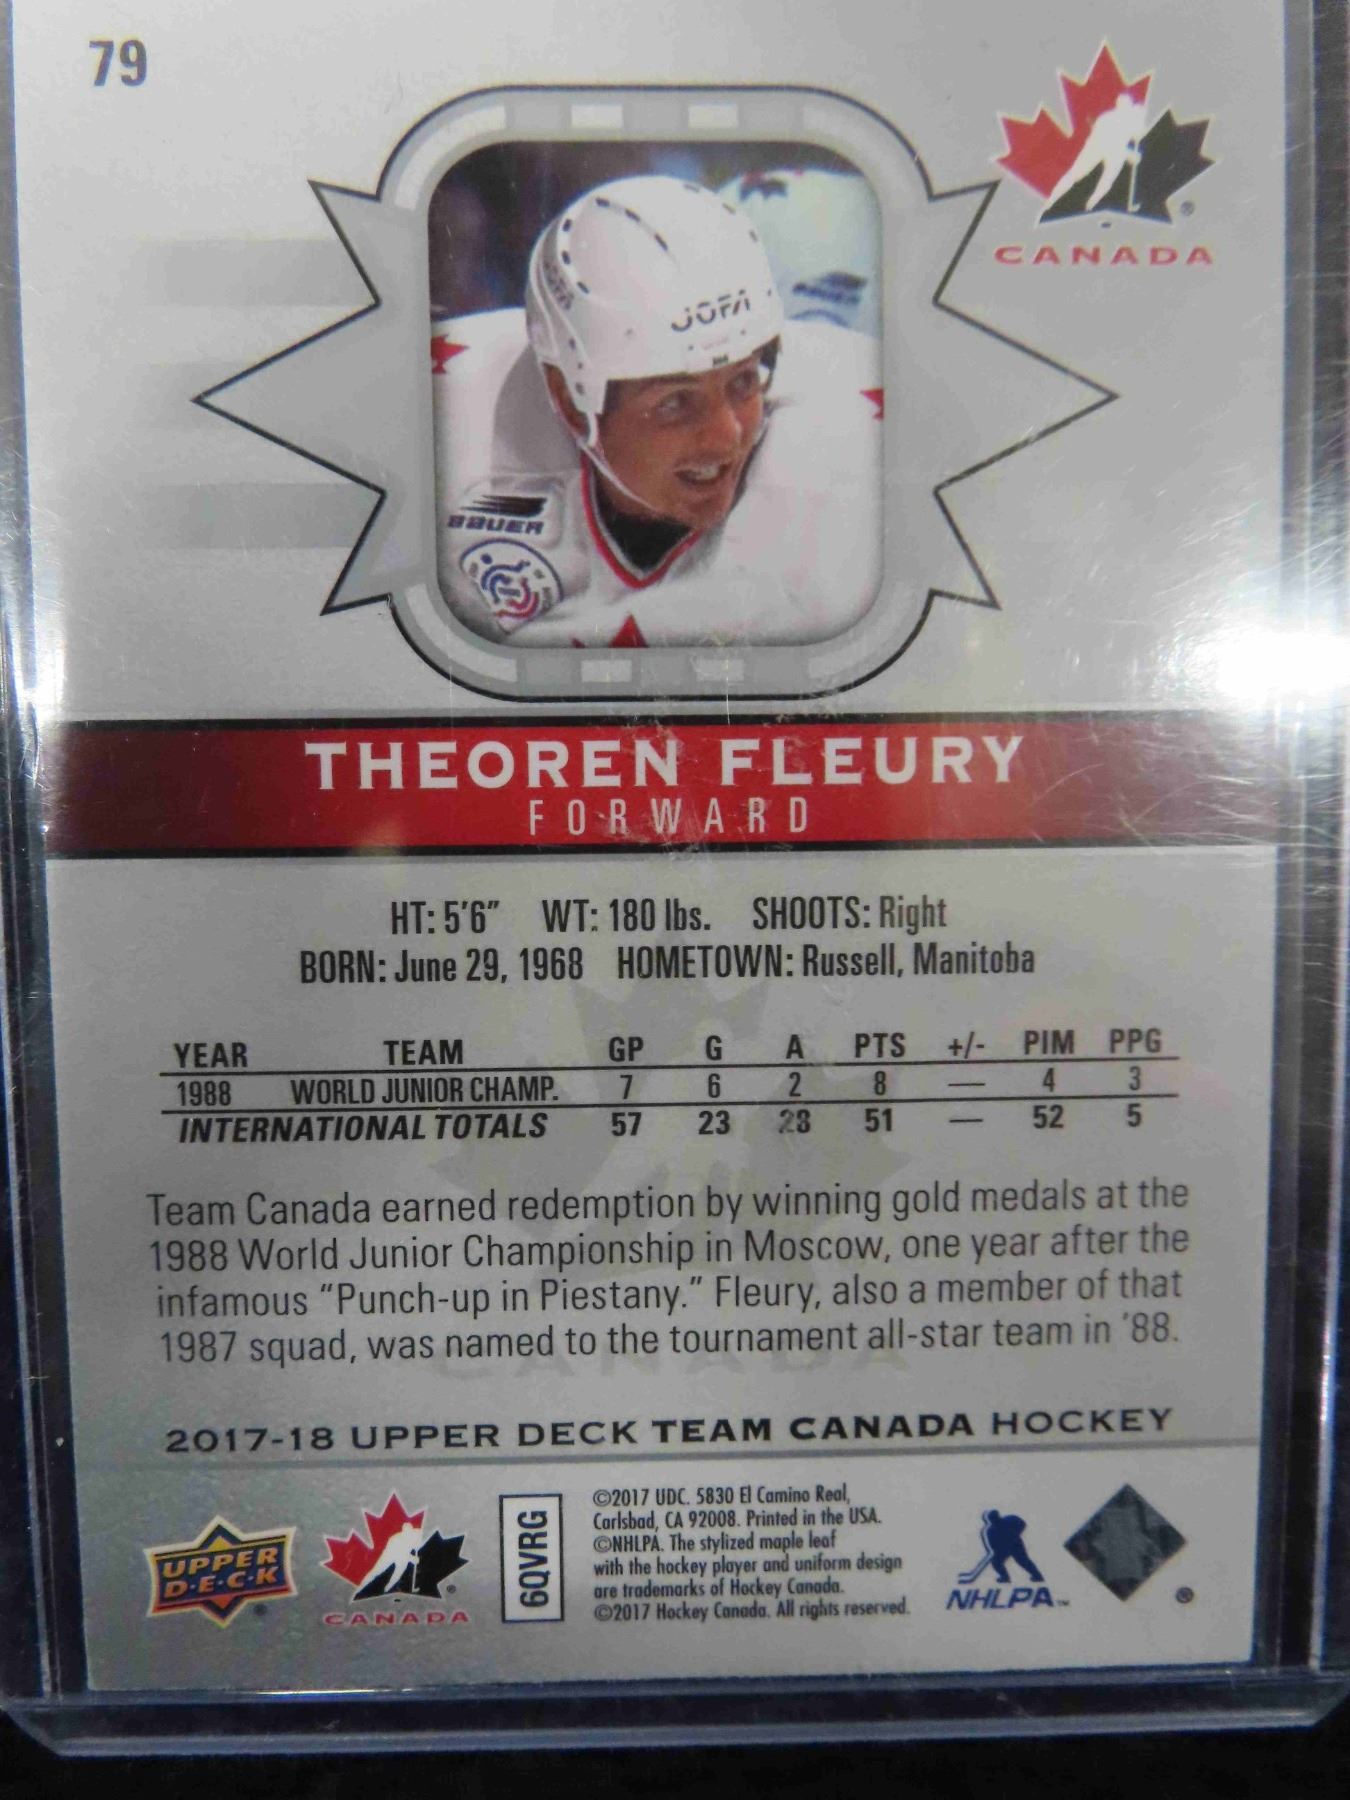 79
CANADA
JOFA
JOFA
BAUER
THEOREN FLEURY
FORWARD
HT: 5'6" WT: 180 lbs. SHOOTS: Right
BORN: June 29, 1968 HOMETOWN: Russell, Manitoba
YEAR TEAM GP G A PTS +/- PIM PPG
1988 WORLD JUNIOR CHAMP. 7 6 2 8 — 4 3
INTERNATIONAL TOTALS 57 23 28 51 — 52 5
Team Canada earned redemption by winning gold medals at the
1988 World Junior Championship in Moscow, one year after the
infamous "Punch-up in Piestany." Fleury, also a member of that
1987 squad, was named to the tournament all-star team in '88.
CANADA
2017-18 UPPER DECK TEAM CANADA HOCKEY
UPPER
D·E·C·K
CANADA
6QVRG
©2017 UDC. 5830 El Camino Real,
Carlsbad, CA 92008. Printed in the USA.
©NHLPA. The stylized maple leaf
with the hockey player and uniform design
are trademarks of Hockey Canada.
©2017 Hockey Canada. All rights reserved.
NHLPA™
®